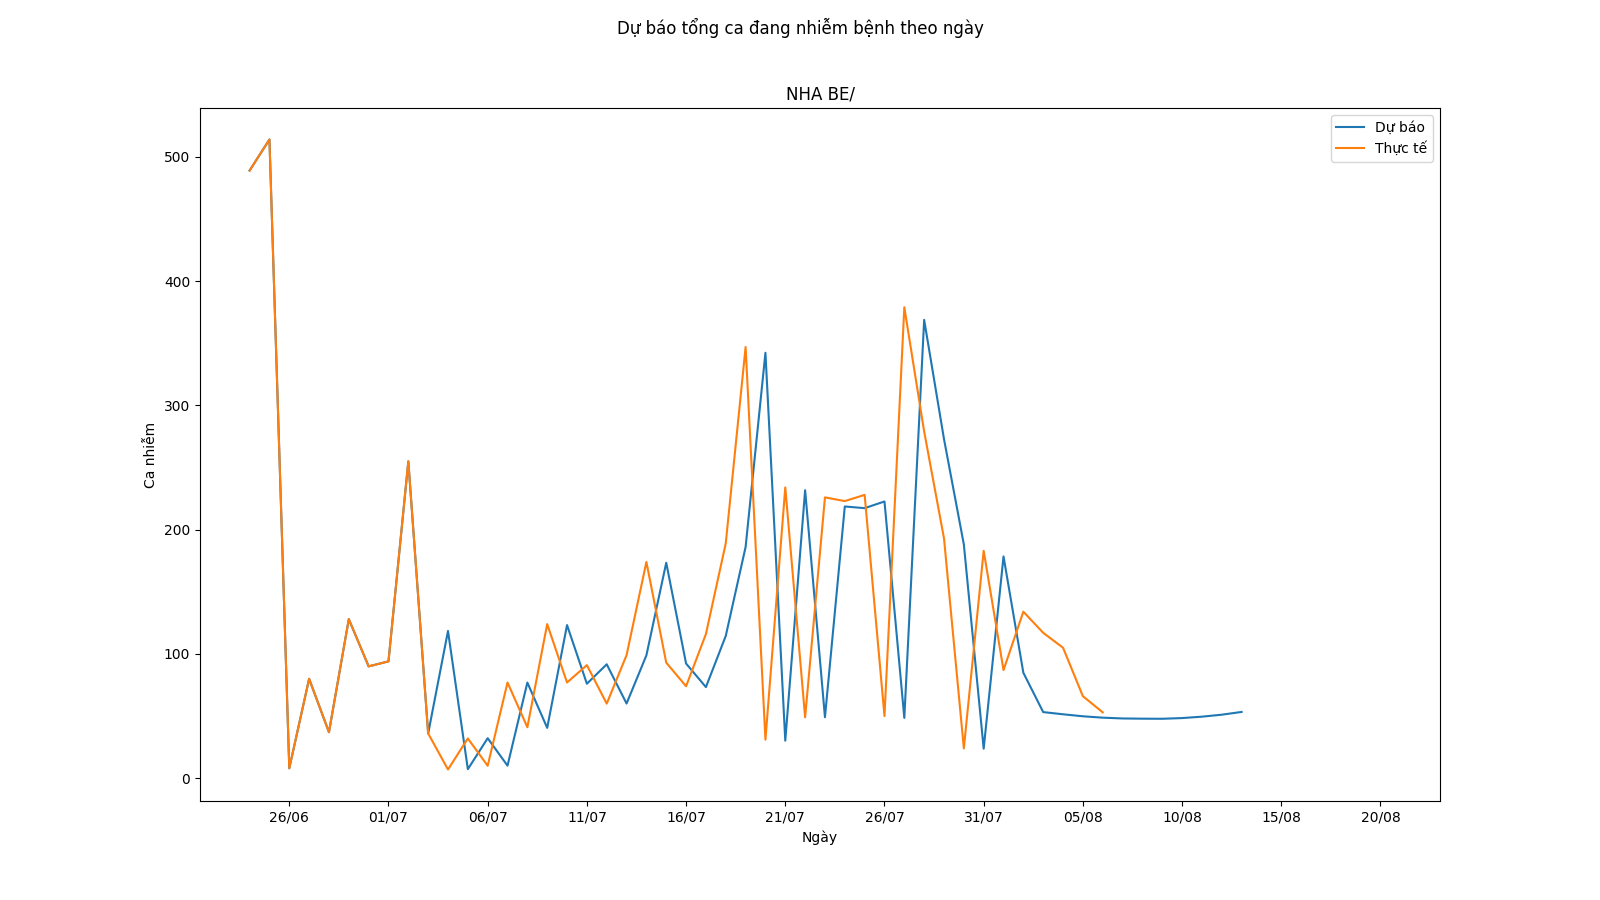 Dự báo tổng ca đang nhiễm bệnh theo ngày
NHA BE/
Dự báo
Thực tế
500
400
300
200
100
0
Ca nhiễm
26/06 01/07 06/07 11/07 16/07 21/07 26/07 31/07 05/08 10/08 15/08 20/08
Ngày